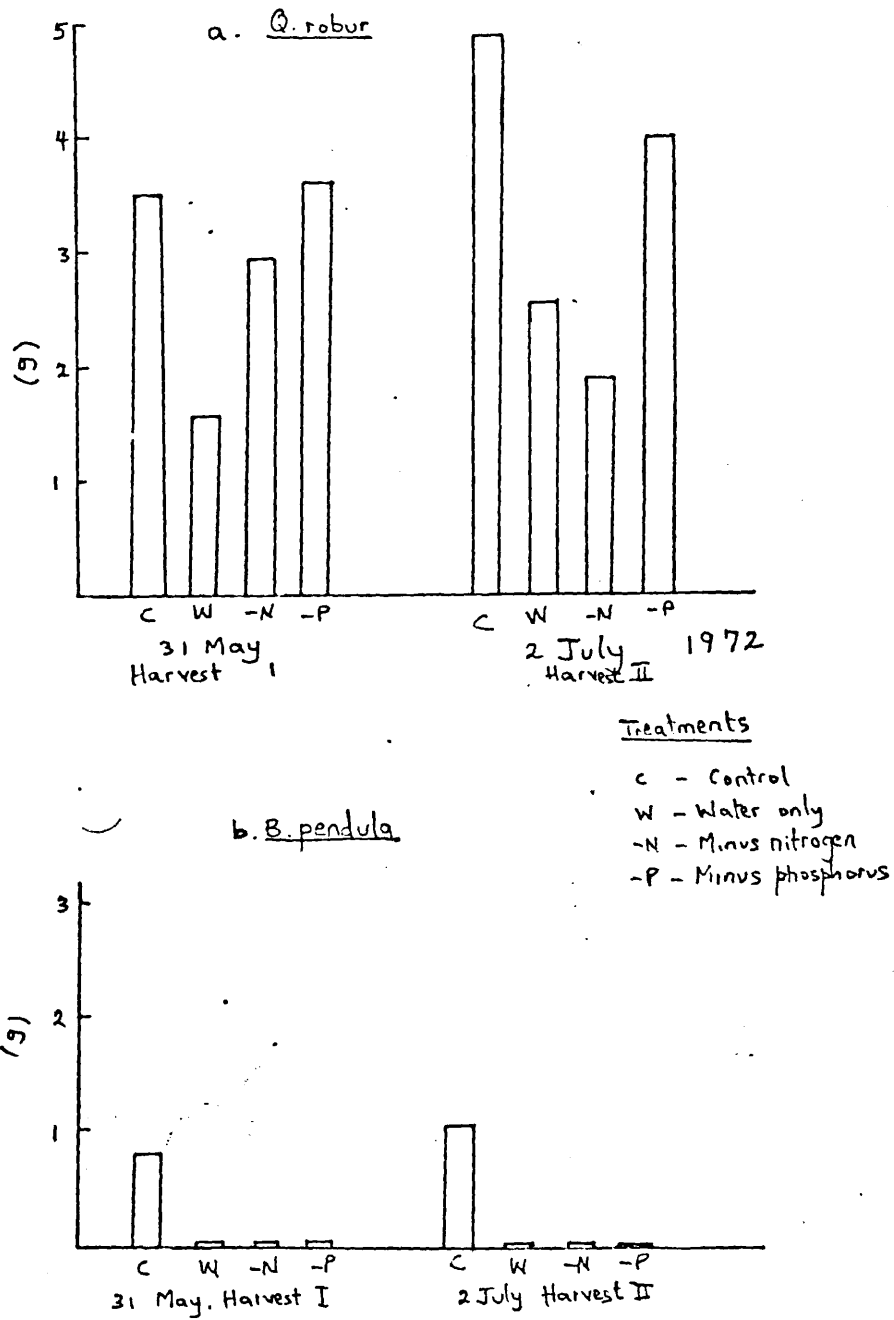 a. Q. robur
5
4
3
2
1
(g)
C W -N -P
31 May
Harvest 1
C W -N -P
2 July 1972
Harvest II
Treatments
C - Control
W - Water only
-N - Minus nitrogen
-P - Minus phosphorus
b. B. pendula
3
2
1
(g)
C W -N -P
31 May. Harvest I
C W -N -P
2 July Harvest II